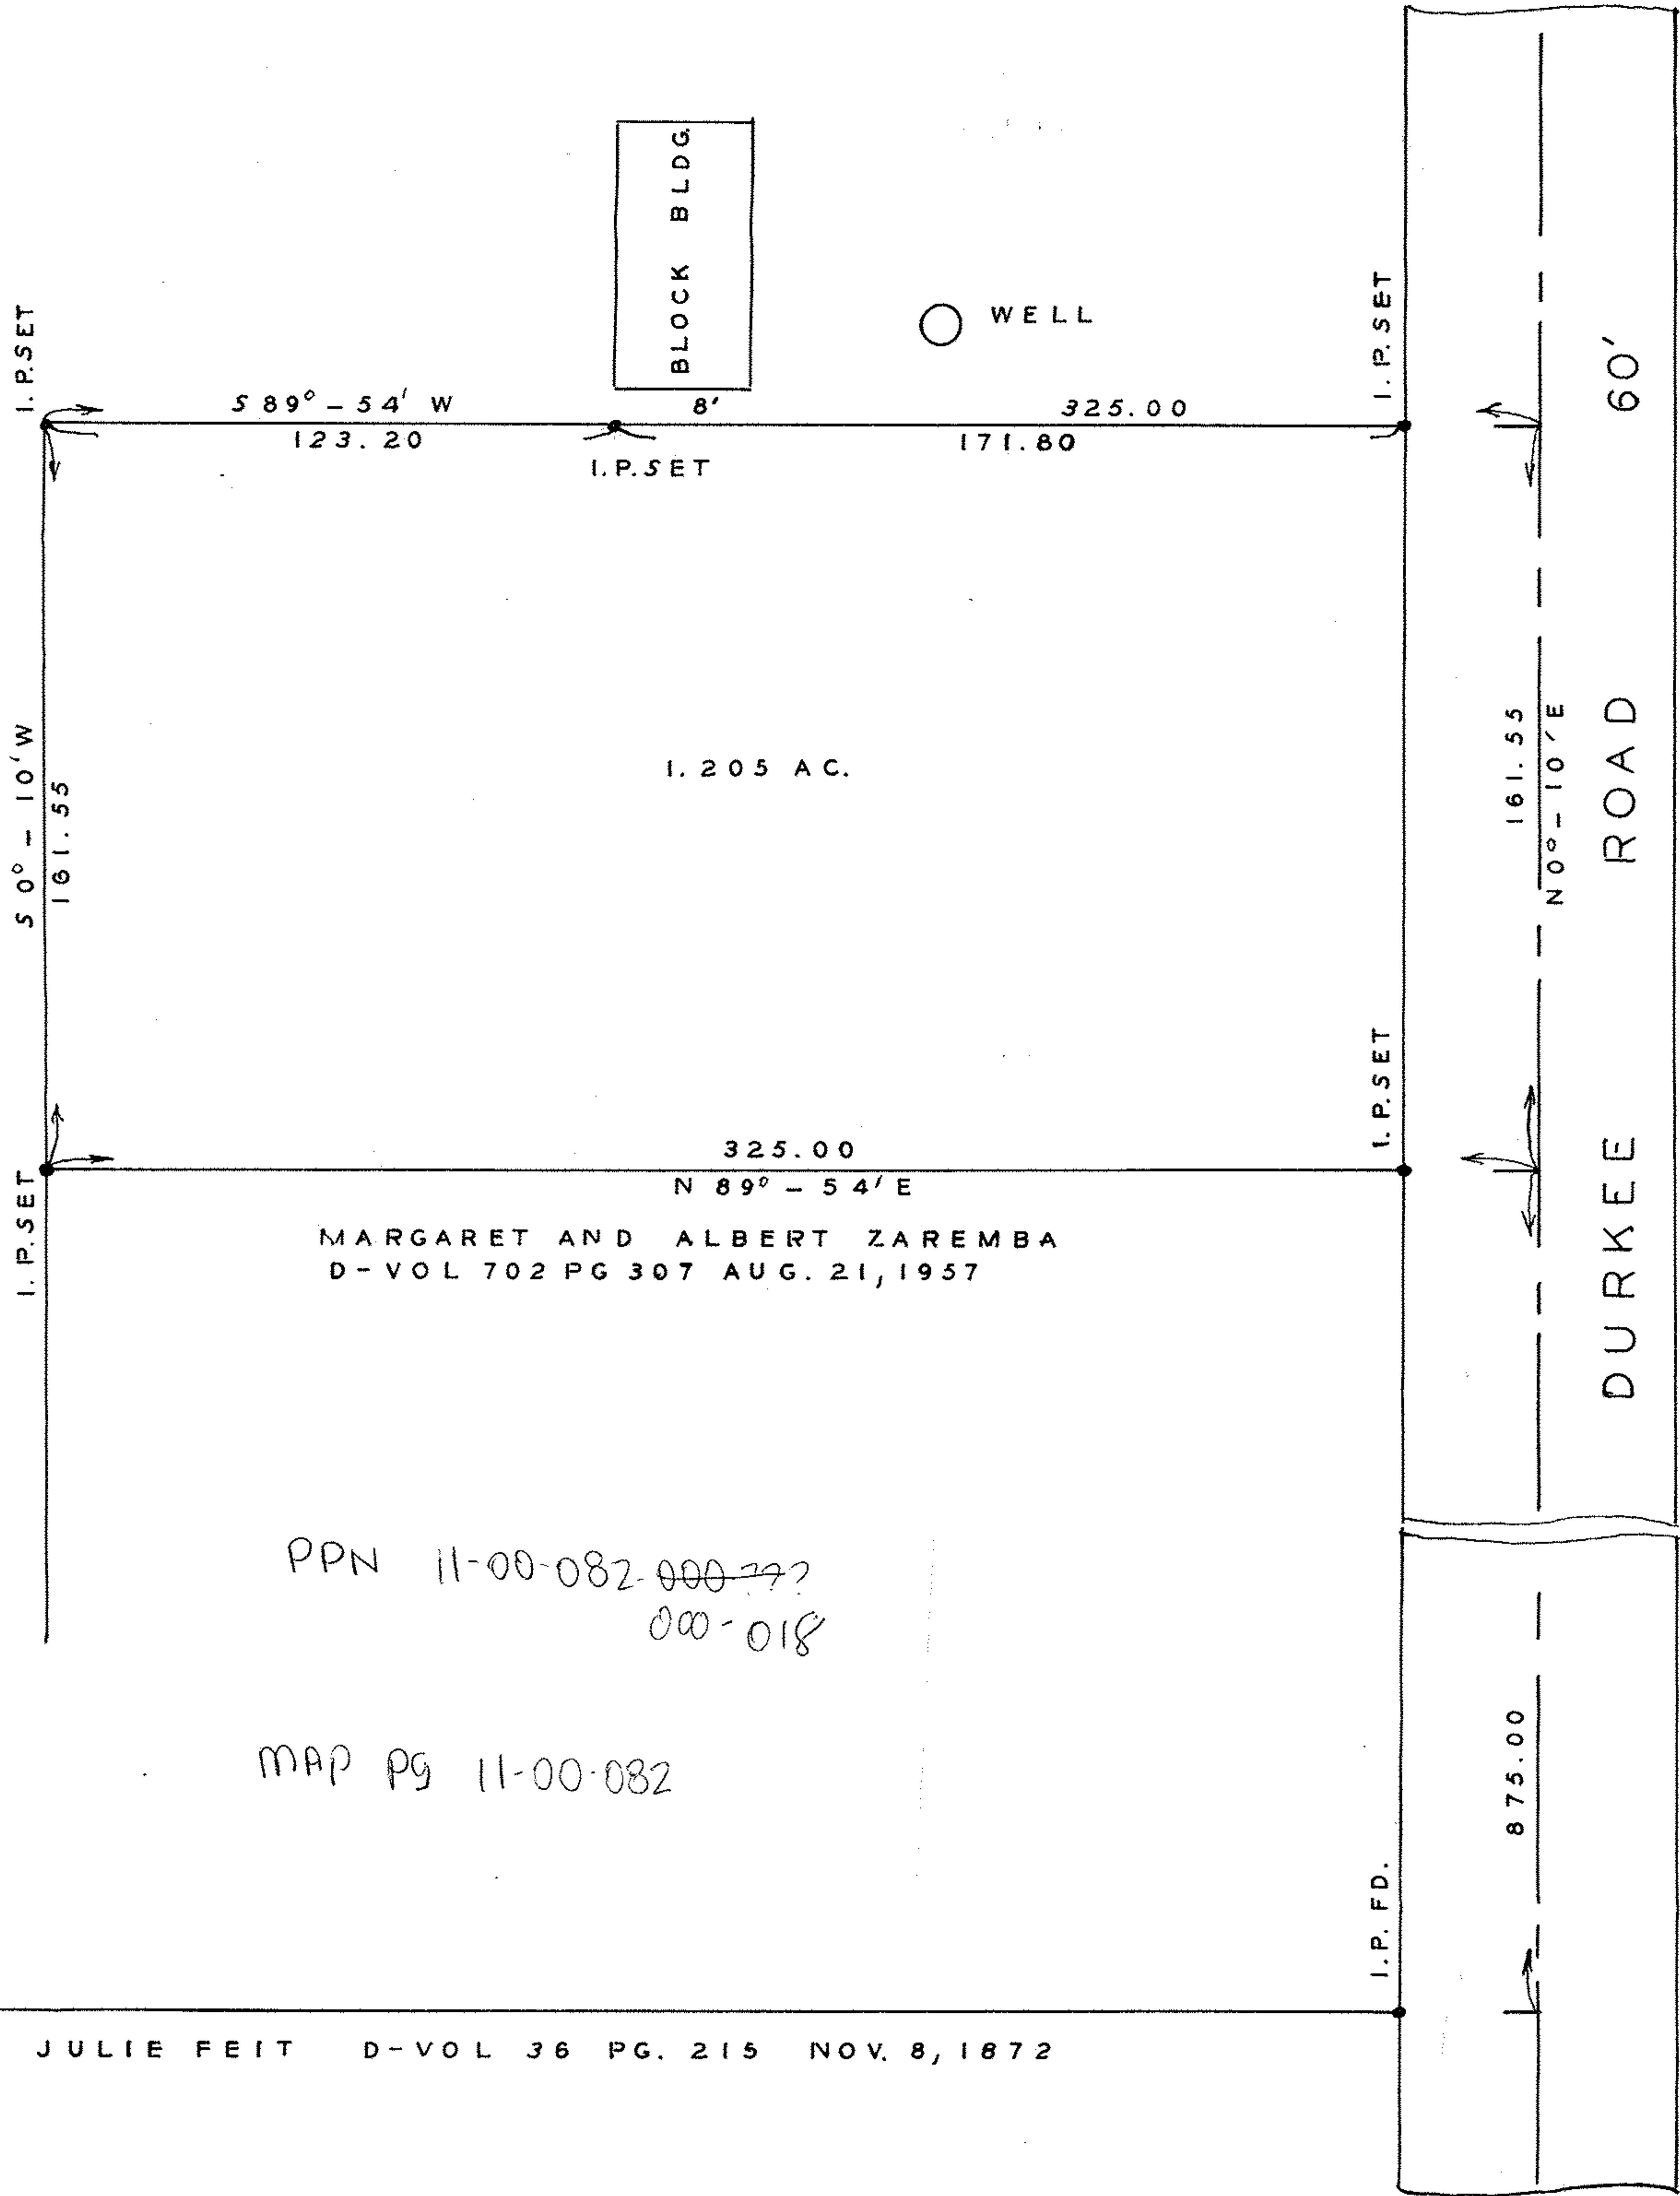 BLOCK BLDG.
WELL
I.P.SET
I.P.SET
60'
S 89° - 54' W
8'
325.00
123.20
171.80
I.P.SET
S 0° - 10' W
161.55
1.205 AC.
161.55
N 0° - 10' E
DURKEE ROAD
I.P.SET
325.00
I.P.SET
N 89° - 54' E
MARGARET AND ALBERT ZAREMBA
D-VOL 702 PG 307 AUG. 21, 1957
PPN 11-00-082-000-???
000-018
MAP PG 11-00-082
875.00
I.P. FD.
JULIE FEIT D-VOL 36 PG. 215 NOV. 8, 1872